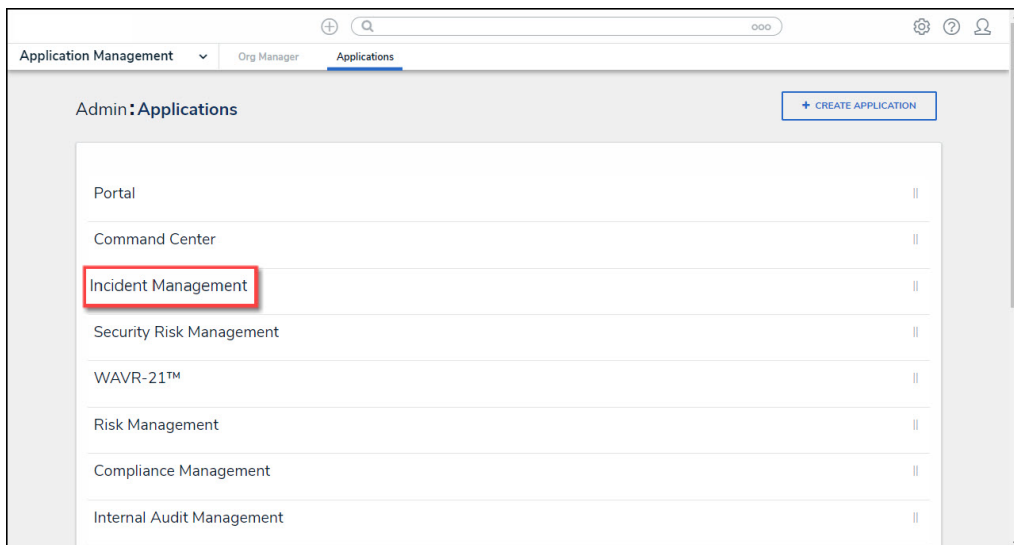 Application Management Org Manager Applications
Admin:Applications + CREATE APPLICATION
Portal
Command Center
Incident Management
Security Risk Management
WAVR-21™
Risk Management
Compliance Management
Internal Audit Management